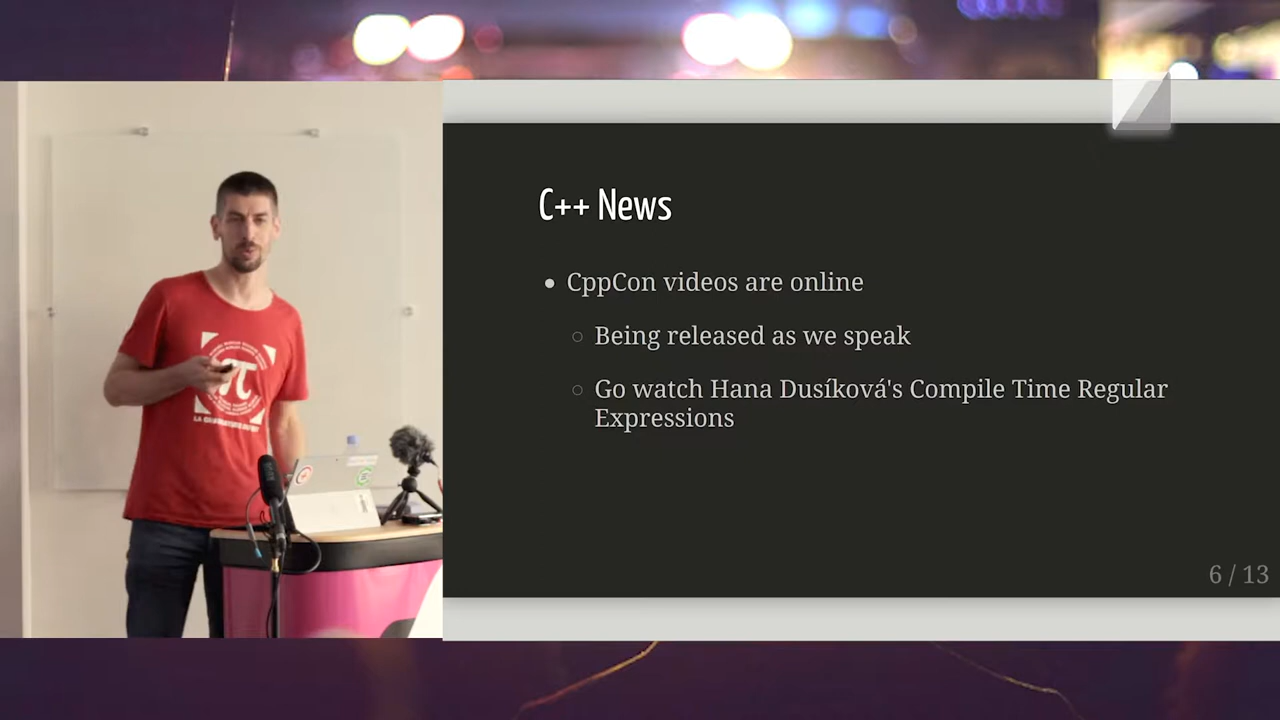 C++ News
CppCon videos are online
Being released as we speak
Go watch Hana Dusíková's Compile Time Regular
Expressions
6 / 13
π